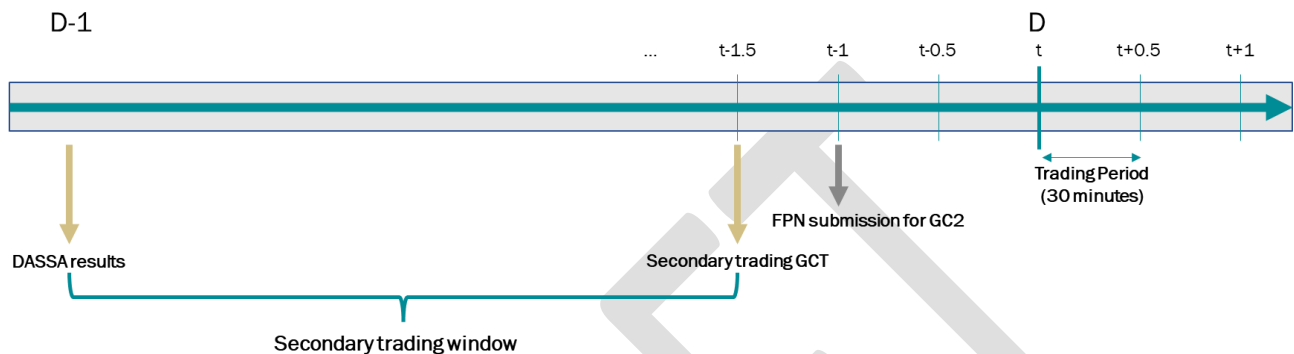 D-1
D
... t-1.5 t-1 t-0.5 t t+0.5 t+1
Trading Period
(30 minutes)
FPN submission for GC2
DASSA results
Secondary trading GCT
Secondary trading window